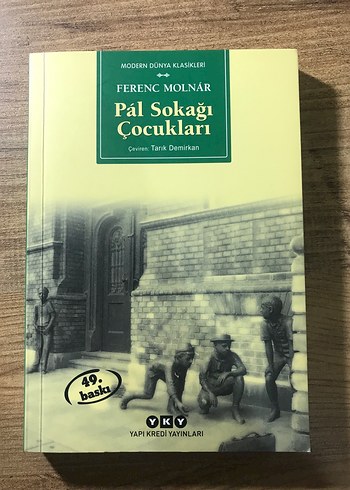 MODERN DÜNYA KLASİKLERİ
FERENC MOLNÁR
Pál Sokağı
Çocukları
Çeviren: Tarık Demirkan
49.
baskı
YKY
YAPI KREDİ YAYINLARI